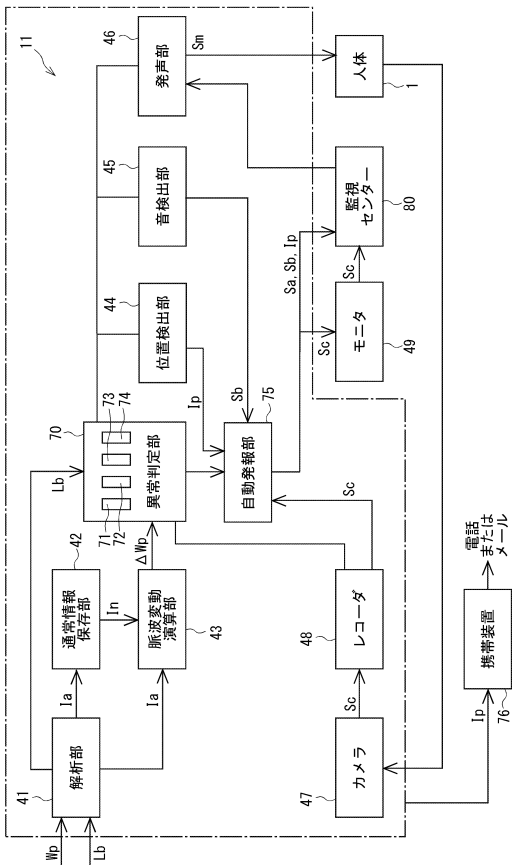 11
Wp
Lb
41
解析部
Ia
Ia
Lb
42
通常情報
保存部
In
43
脈波変動
演算部
ΔWp
70
71
72
73
74
異常判定部
44
位置検出部
Ip
45
音検出部
Sb
46
発声部
Sm
75
自動発報部
Sa, Sb, Ip
Sc
47
カメラ
Sc
48
レコーダ
Sc
49
モニタ
Sc
80
監視
センター
1
人体
Ip
76
携帯装置
電話
または
メール